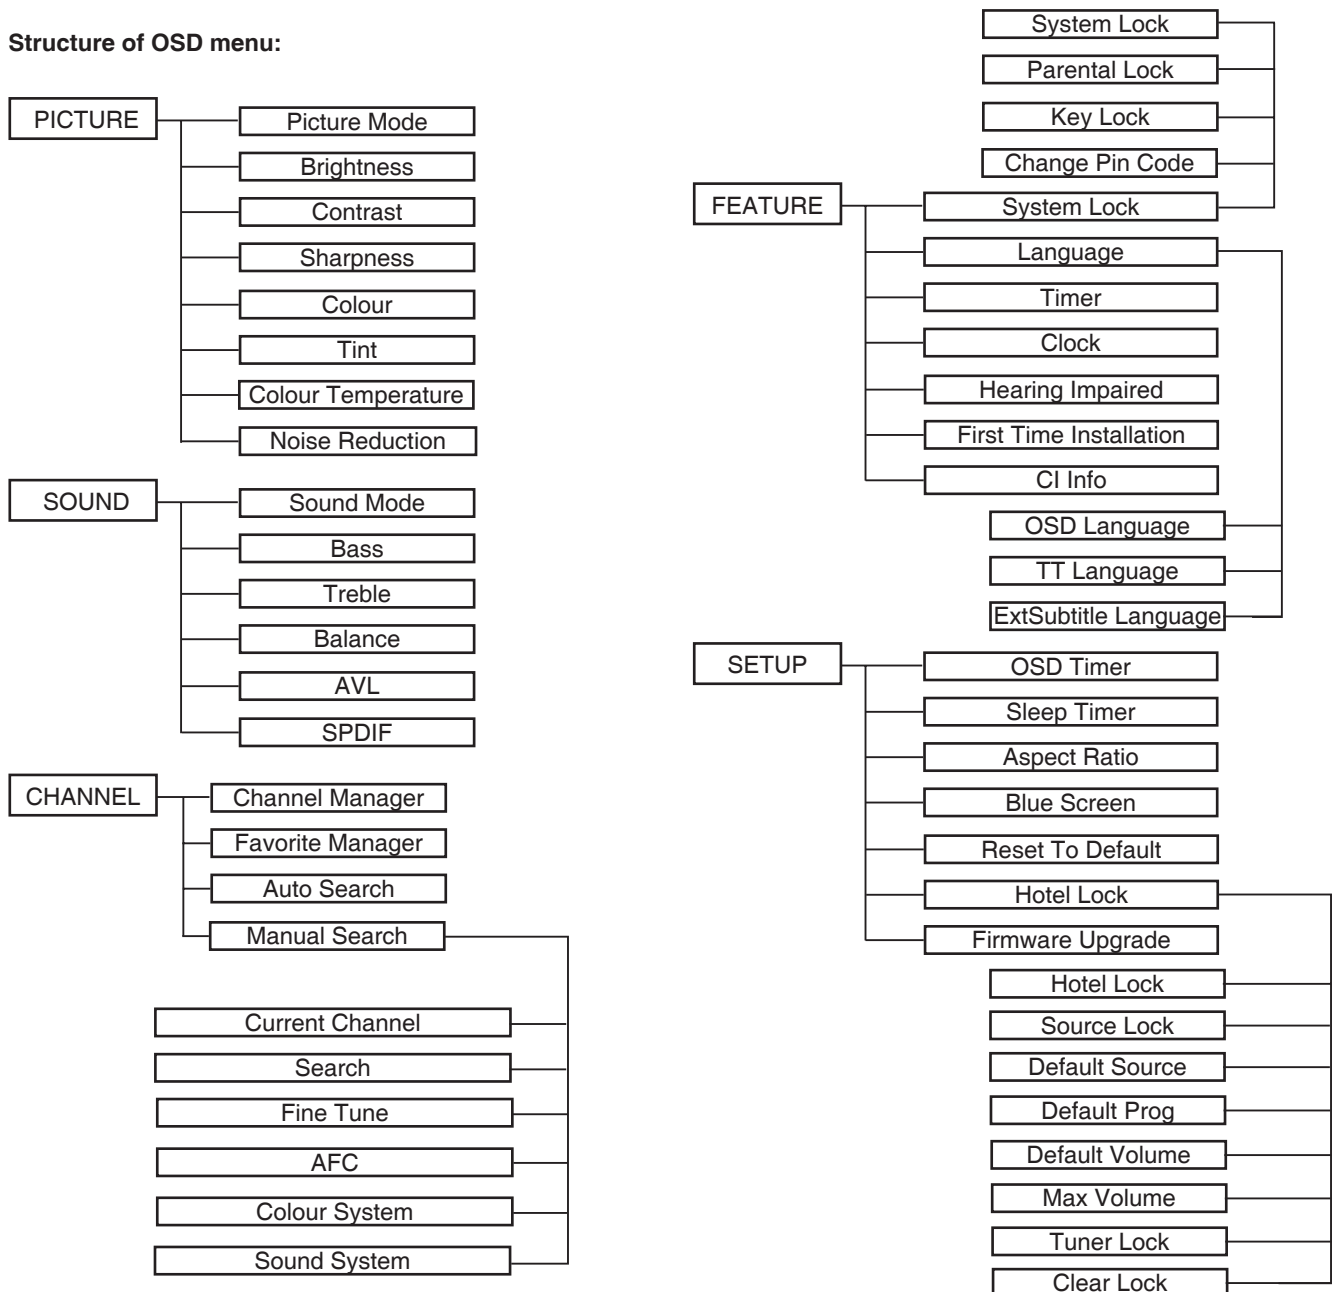 Structure of OSD menu:
PICTURE
Picture Mode
Brightness
Contrast
Sharpness
Colour
Tint
Colour Temperature
Noise Reduction
SOUND
Sound Mode
Bass
Treble
Balance
AVL
SPDIF
CHANNEL
Channel Manager
Favorite Manager
Auto Search
Manual Search
Current Channel
Search
Fine Tune
AFC
Colour System
Sound System
System Lock
Parental Lock
Key Lock
Change Pin Code
FEATURE
System Lock
Language
Timer
Clock
Hearing Impaired
First Time Installation
CI Info
OSD Language
TT Language
ExtSubtitle Language
SETUP
OSD Timer
Sleep Timer
Aspect Ratio
Blue Screen
Reset To Default
Hotel Lock
Firmware Upgrade
Hotel Lock
Source Lock
Default Source
Default Prog
Default Volume
Max Volume
Tuner Lock
Clear Lock